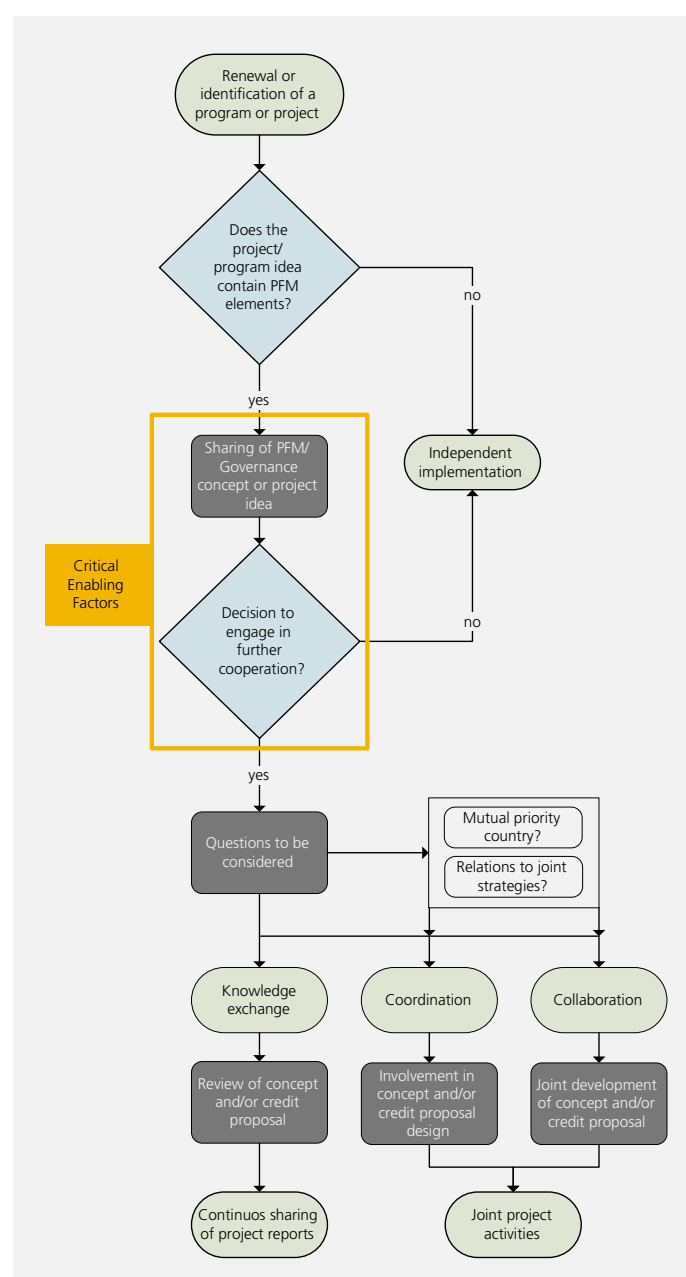 Renewal or
identification of a
program or project
Does the
project/
program idea
contain PFM
elements?
no
yes
Sharing of PFM/
Governance
concept or project
idea
Independent
implementation
Critical
Enabling
Factors
Decision to
engage in
further
cooperation?
no
yes
Questions to be
considered
Mutual priority
country?
Relations to joint
strategies?
Knowledge
exchange
Coordination
Collaboration
Review of concept
and/or credit
proposal
Involvement in
concept and/or
credit proposal
design
Joint development
of concept and/or
credit proposal
Continuos sharing
of project reports
Joint project
activities